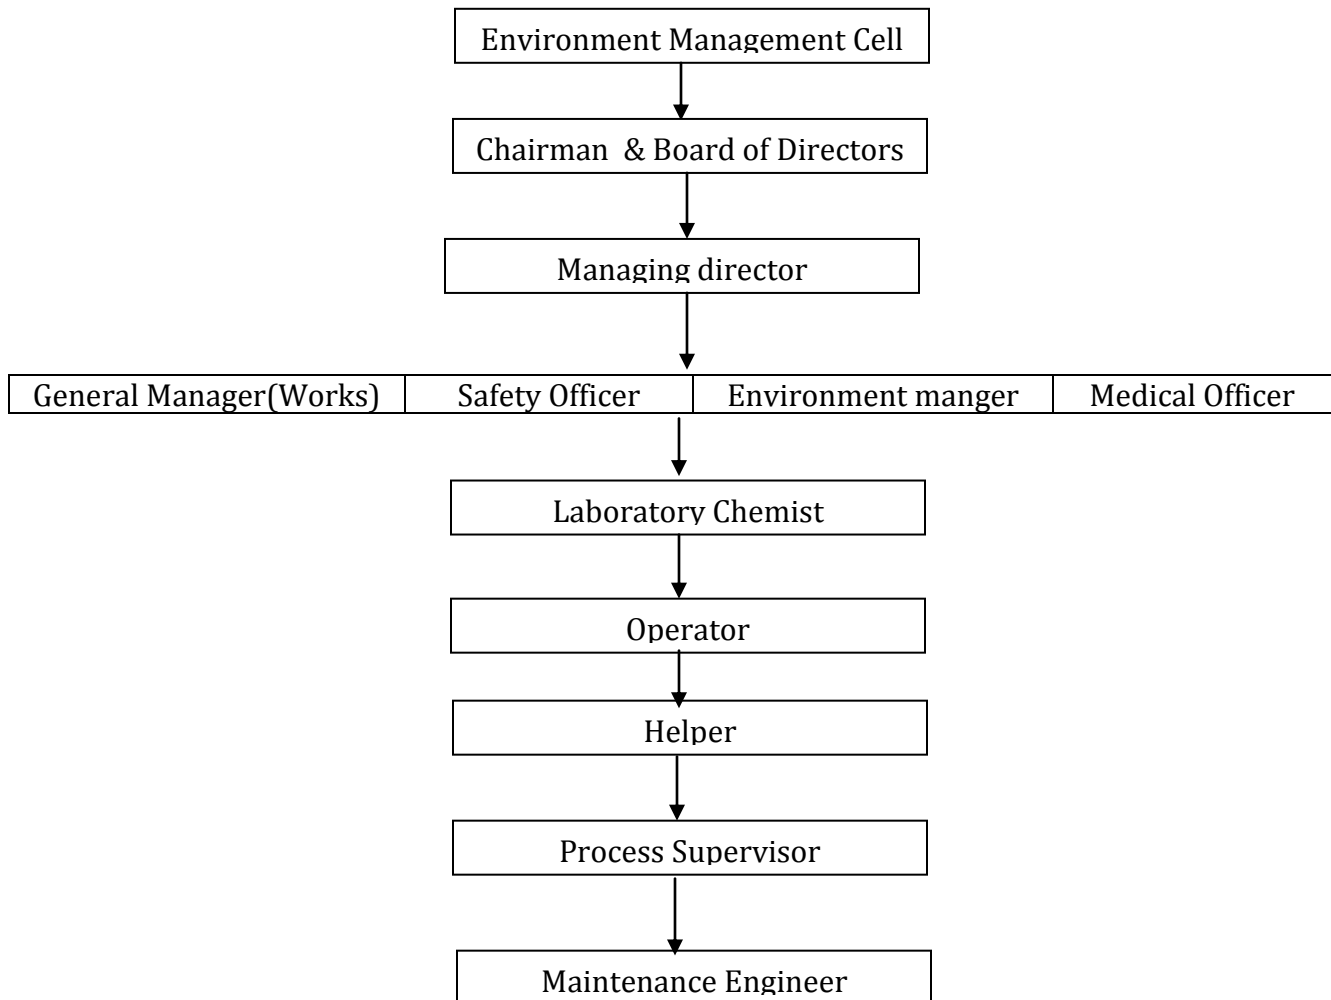 Environment Management Cell
Chairman & Board of Directors
Managing director
General Manager(Works) Safety Officer Environment manger Medical Officer
Laboratory Chemist
Operator
Helper
Process Supervisor
Maintenance Engineer